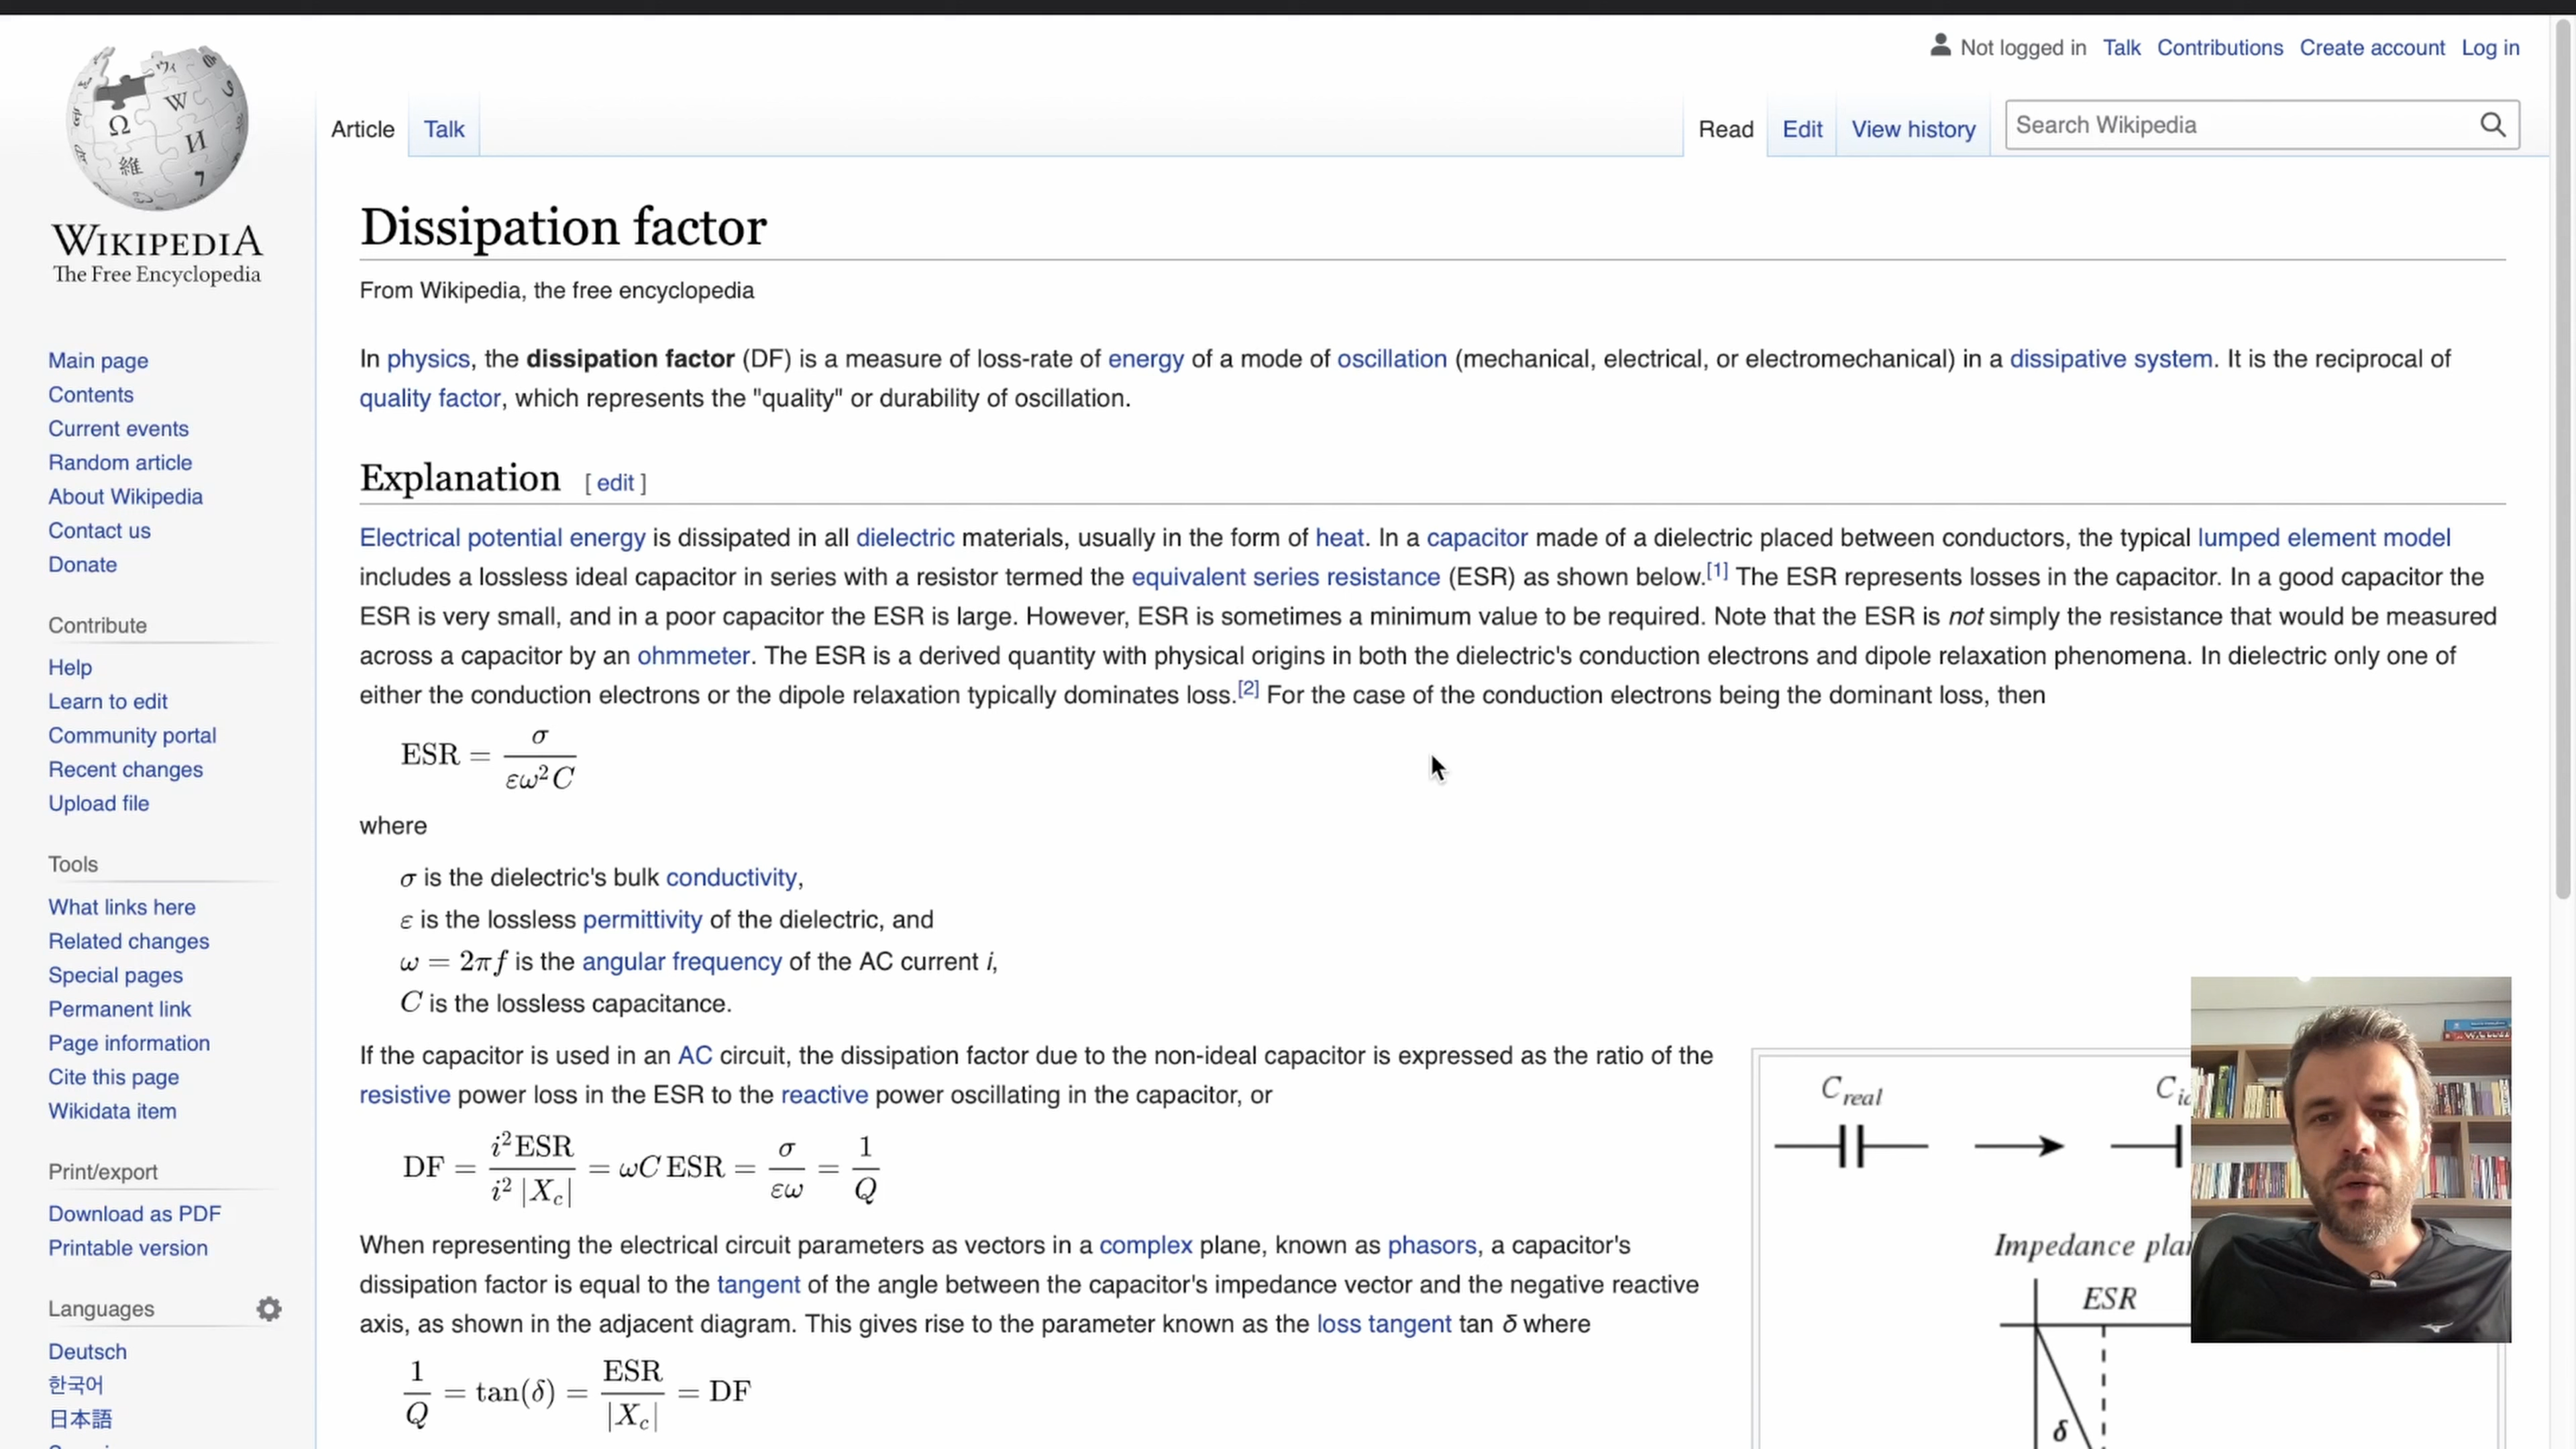 Not logged in Talk Contributions Create account Log in
Article Talk Read Edit View history Search Wikipedia
WIKIPEDIA
The Free Encyclopedia
Main page
Contents
Current events
Random article
About Wikipedia
Contact us
Donate
Contribute
Help
Learn to edit
Community portal
Recent changes
Upload file
Tools
What links here
Related changes
Special pages
Permanent link
Page information
Cite this page
Wikidata item
Print/export
Download as PDF
Printable version
Languages
Deutsch
한국어
日本語
Dissipation factor
From Wikipedia, the free encyclopedia
In physics, the dissipation factor (DF) is a measure of loss-rate of energy of a mode of oscillation (mechanical, electrical, or electromechanical) in a dissipative system. It is the reciprocal of
quality factor, which represents the "quality" or durability of oscillation.
Explanation [ edit ]
Electrical potential energy is dissipated in all dielectric materials, usually in the form of heat. In a capacitor made of a dielectric placed between conductors, the typical lumped element model
includes a lossless ideal capacitor in series with a resistor termed the equivalent series resistance (ESR) as shown below.[1] The ESR represents losses in the capacitor. In a good capacitor the
ESR is very small, and in a poor capacitor the ESR is large. However, ESR is sometimes a minimum value to be required. Note that the ESR is not simply the resistance that would be measured
across a capacitor by an ohmmeter. The ESR is a derived quantity with physical origins in both the dielectric's conduction electrons and dipole relaxation phenomena. In dielectric only one of
either the conduction electrons or the dipole relaxation typically dominates loss.[2] For the case of the conduction electrons being the dominant loss, then
ESR = σ / εω²C
where
σ is the dielectric's bulk conductivity,
ε is the lossless permittivity of the dielectric, and
ω = 2πf is the angular frequency of the AC current i,
C is the lossless capacitance.
If the capacitor is used in an AC circuit, the dissipation factor due to the non-ideal capacitor is expressed as the ratio of the
resistive power loss in the ESR to the reactive power oscillating in the capacitor, or
DF = i²ESR / i²|Xc| = ωC ESR = σ / εω = 1 / Q
When representing the electrical circuit parameters as vectors in a complex plane, known as phasors, a capacitor's
dissipation factor is equal to the tangent of the angle between the capacitor's impedance vector and the negative reactive
axis, as shown in the adjacent diagram. This gives rise to the parameter known as the loss tangent tan δ where
1 / Q = tan(δ) = ESR / |Xc| = DF
Creal
Impedance
ESR
δ